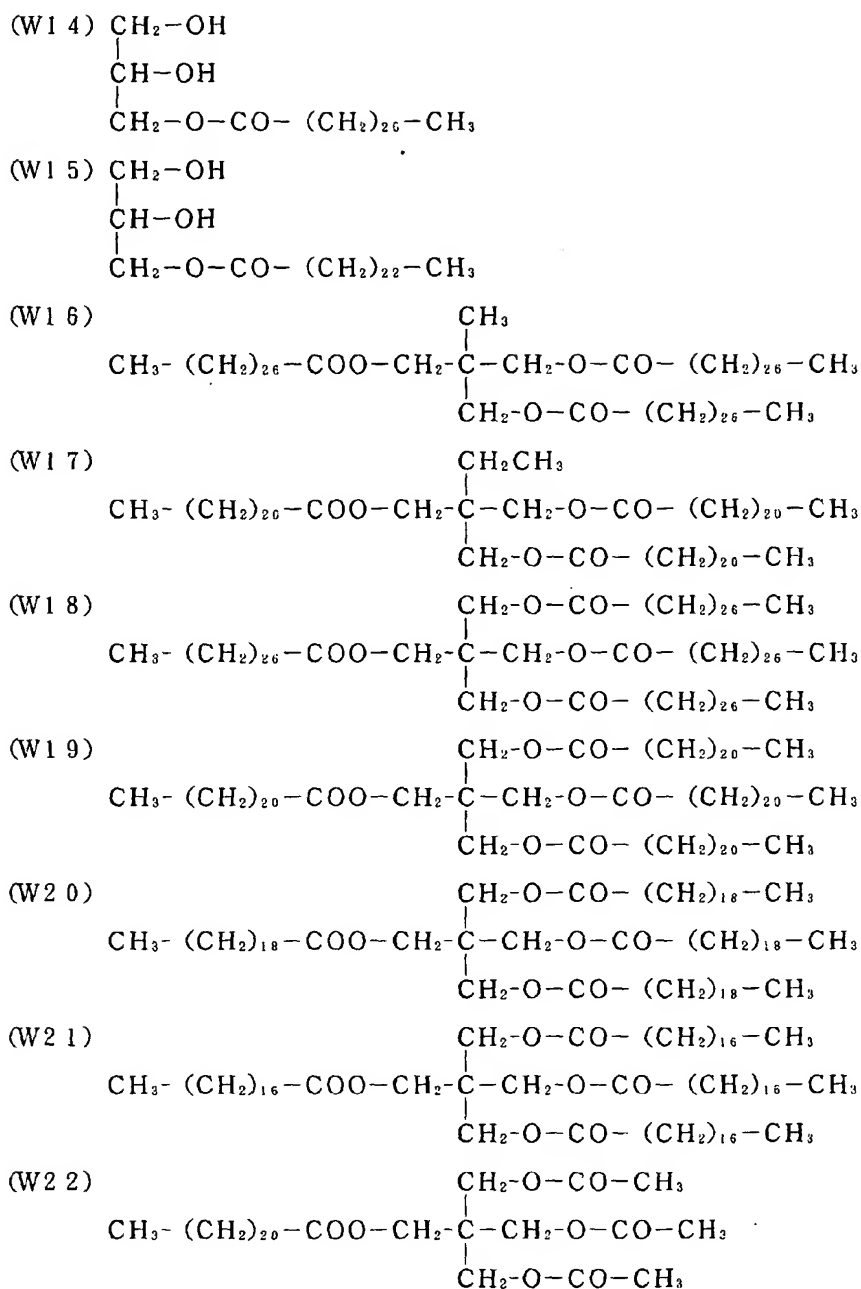 (W14) CH₂-OH
CH-OH
CH₂-O-CO-(CH₂)₂₆-CH₃
(W15) CH₂-OH
CH-OH
CH₂-O-CO-(CH₂)₂₂-CH₃
(W16) CH₃
CH₃-(CH₂)₂₆-COO-CH₂-C-CH₂-O-CO-(CH₂)₂₆-CH₃
CH₂-O-CO-(CH₂)₂₆-CH₃
(W17) CH₂CH₃
CH₃-(CH₂)₂₀-COO-CH₂-C-CH₂-O-CO-(CH₂)₂₀-CH₃
CH₂-O-CO-(CH₂)₂₀-CH₃
(W18) CH₂-O-CO-(CH₂)₂₆-CH₃
CH₃-(CH₂)₂₆-COO-CH₂-C-CH₂-O-CO-(CH₂)₂₆-CH₃
CH₂-O-CO-(CH₂)₂₆-CH₃
(W19) CH₂-O-CO-(CH₂)₂₀-CH₃
CH₃-(CH₂)₂₀-COO-CH₂-C-CH₂-O-CO-(CH₂)₂₀-CH₃
CH₂-O-CO-(CH₂)₂₀-CH₃
(W20) CH₂-O-CO-(CH₂)₁₈-CH₃
CH₃-(CH₂)₁₈-COO-CH₂-C-CH₂-O-CO-(CH₂)₁₈-CH₃
CH₂-O-CO-(CH₂)₁₈-CH₃
(W21) CH₂-O-CO-(CH₂)₁₆-CH₃
CH₃-(CH₂)₁₆-COO-CH₂-C-CH₂-O-CO-(CH₂)₁₆-CH₃
CH₂-O-CO-(CH₂)₁₆-CH₃
(W22) CH₂-O-CO-CH₃
CH₃-(CH₂)₂₀-COO-CH₂-C-CH₂-O-CO-CH₃
CH₂-O-CO-CH₃